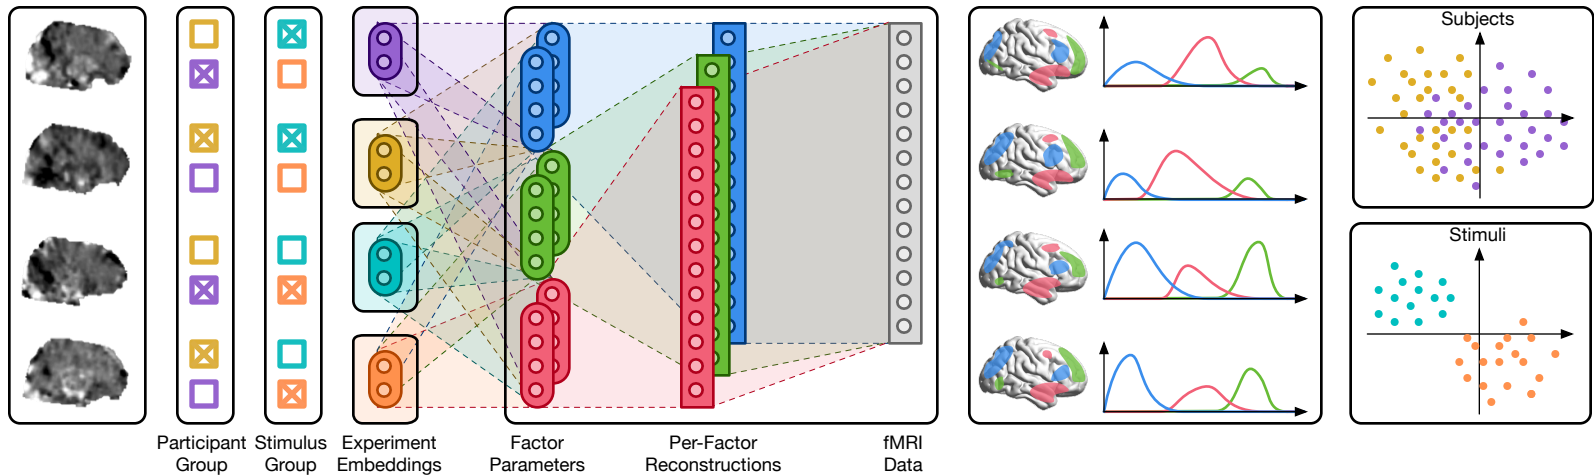 Subjects
Stimuli
Participant
Group
Stimulus
Group
Experiment
Embeddings
Factor
Parameters
Per-Factor
Reconstructions
fMRI
Data